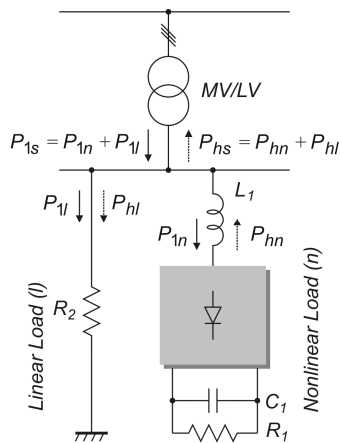 MV/LV
P1s = P1n + P1l
Phs = Phn + Phl
P1l
Phl
L1
P1n
Phn
Linear Load (l)
R2
Nonlinear Load (n)
C1
R1